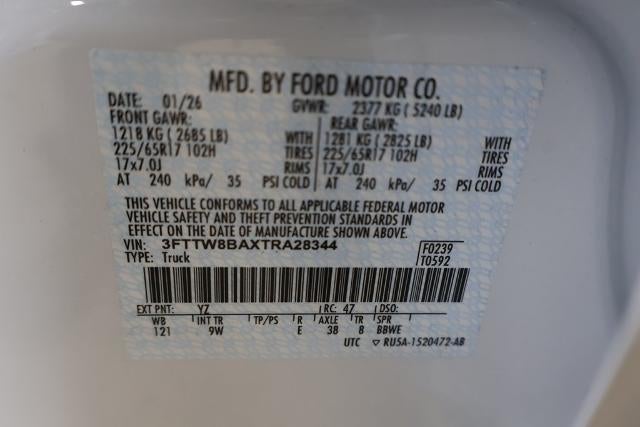 MFD. BY FORD MOTOR CO.
DATE: 01/26 GVWR: 2377 KG ( 5240 LB)
FRONT GAWR: REAR GAWR:
1218 KG ( 2685 LB) WITH 1281 KG ( 2825 LB) WITH
225/65R17 102H TIRES 225/65R17 102H TIRES
17x7.0J RIMS 17x7.0J RIMS
AT 240 kPa/ 35 PSI COLD AT 240 kPa/ 35 PSI COLD
THIS VEHICLE CONFORMS TO ALL APPLICABLE FEDERAL MOTOR
VEHICLE SAFETY AND THEFT PREVENTION STANDARDS IN
EFFECT ON THE DATE OF MANUFACTURE SHOWN ABOVE.
VIN: 3FTTW8BAXTRA28344 F0239
TYPE: Truck T0592
EXT PNT: YZ RC: 47 DSO:
WB INT TR TP/PS R AXLE TR SPR
121 9W E 38 8 BBWE
UTC ▽ RU5A-1520472-AB